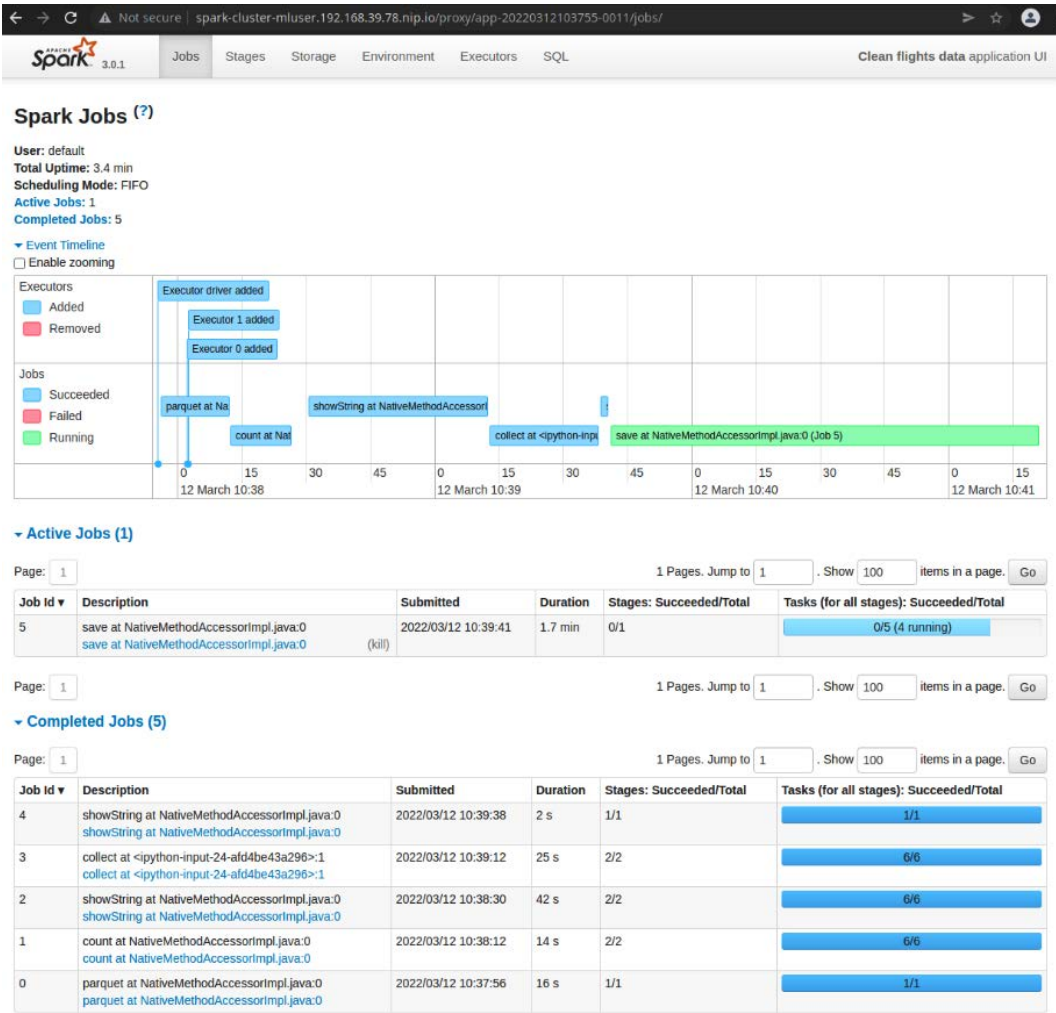 Not secure | spark-cluster-mluser.192.168.39.78.nip.io/proxy/app-20220312103755-0011/jobs/
APACHE Spark 3.0.1 Jobs Stages Storage Environment Executors SQL Clean flights data application UI
Spark Jobs (?)
User: default
Total Uptime: 3.4 min
Scheduling Mode: FIFO
Active Jobs: 1
Completed Jobs: 5
Event Timeline
Enable zooming
Executors
Added
Removed
Executor driver added
Executor 1 added
Executor 0 added
Jobs
Succeeded
Failed
Running
parquet at Na
showString at NativeMethodAccessorI
count at Nat
collect at <ipython-inpu
save at NativeMethodAccessorImpl.java:0 (Job 5)
0 15 30 45 0 15 30 45 0 15 30 45 0 15
12 March 10:38 12 March 10:39 12 March 10:40 12 March 10:41
Active Jobs (1)
Page: 1 1 Pages. Jump to 1 . Show 100 items in a page. Go
Job Id ▾ Description Submitted Duration Stages: Succeeded/Total Tasks (for all stages): Succeeded/Total
5 save at NativeMethodAccessorImpl.java:0 2022/03/12 10:39:41 1.7 min 0/1 0/5 (4 running)
save at NativeMethodAccessorImpl.java:0 (kill)
Page: 1 1 Pages. Jump to 1 . Show 100 items in a page. Go
Completed Jobs (5)
Page: 1 1 Pages. Jump to 1 . Show 100 items in a page. Go
Job Id ▾ Description Submitted Duration Stages: Succeeded/Total Tasks (for all stages): Succeeded/Total
4 showString at NativeMethodAccessorImpl.java:0 2022/03/12 10:39:38 2 s 1/1 1/1
showString at NativeMethodAccessorImpl.java:0
3 collect at <ipython-input-24-afd4be43a296>:1 2022/03/12 10:39:12 25 s 2/2 6/6
collect at <ipython-input-24-afd4be43a296>:1
2 showString at NativeMethodAccessorImpl.java:0 2022/03/12 10:38:30 42 s 2/2 6/6
showString at NativeMethodAccessorImpl.java:0
1 count at NativeMethodAccessorImpl.java:0 2022/03/12 10:38:12 14 s 2/2 6/6
count at NativeMethodAccessorImpl.java:0
0 parquet at NativeMethodAccessorImpl.java:0 2022/03/12 10:37:56 16 s 1/1 1/1
parquet at NativeMethodAccessorImpl.java:0